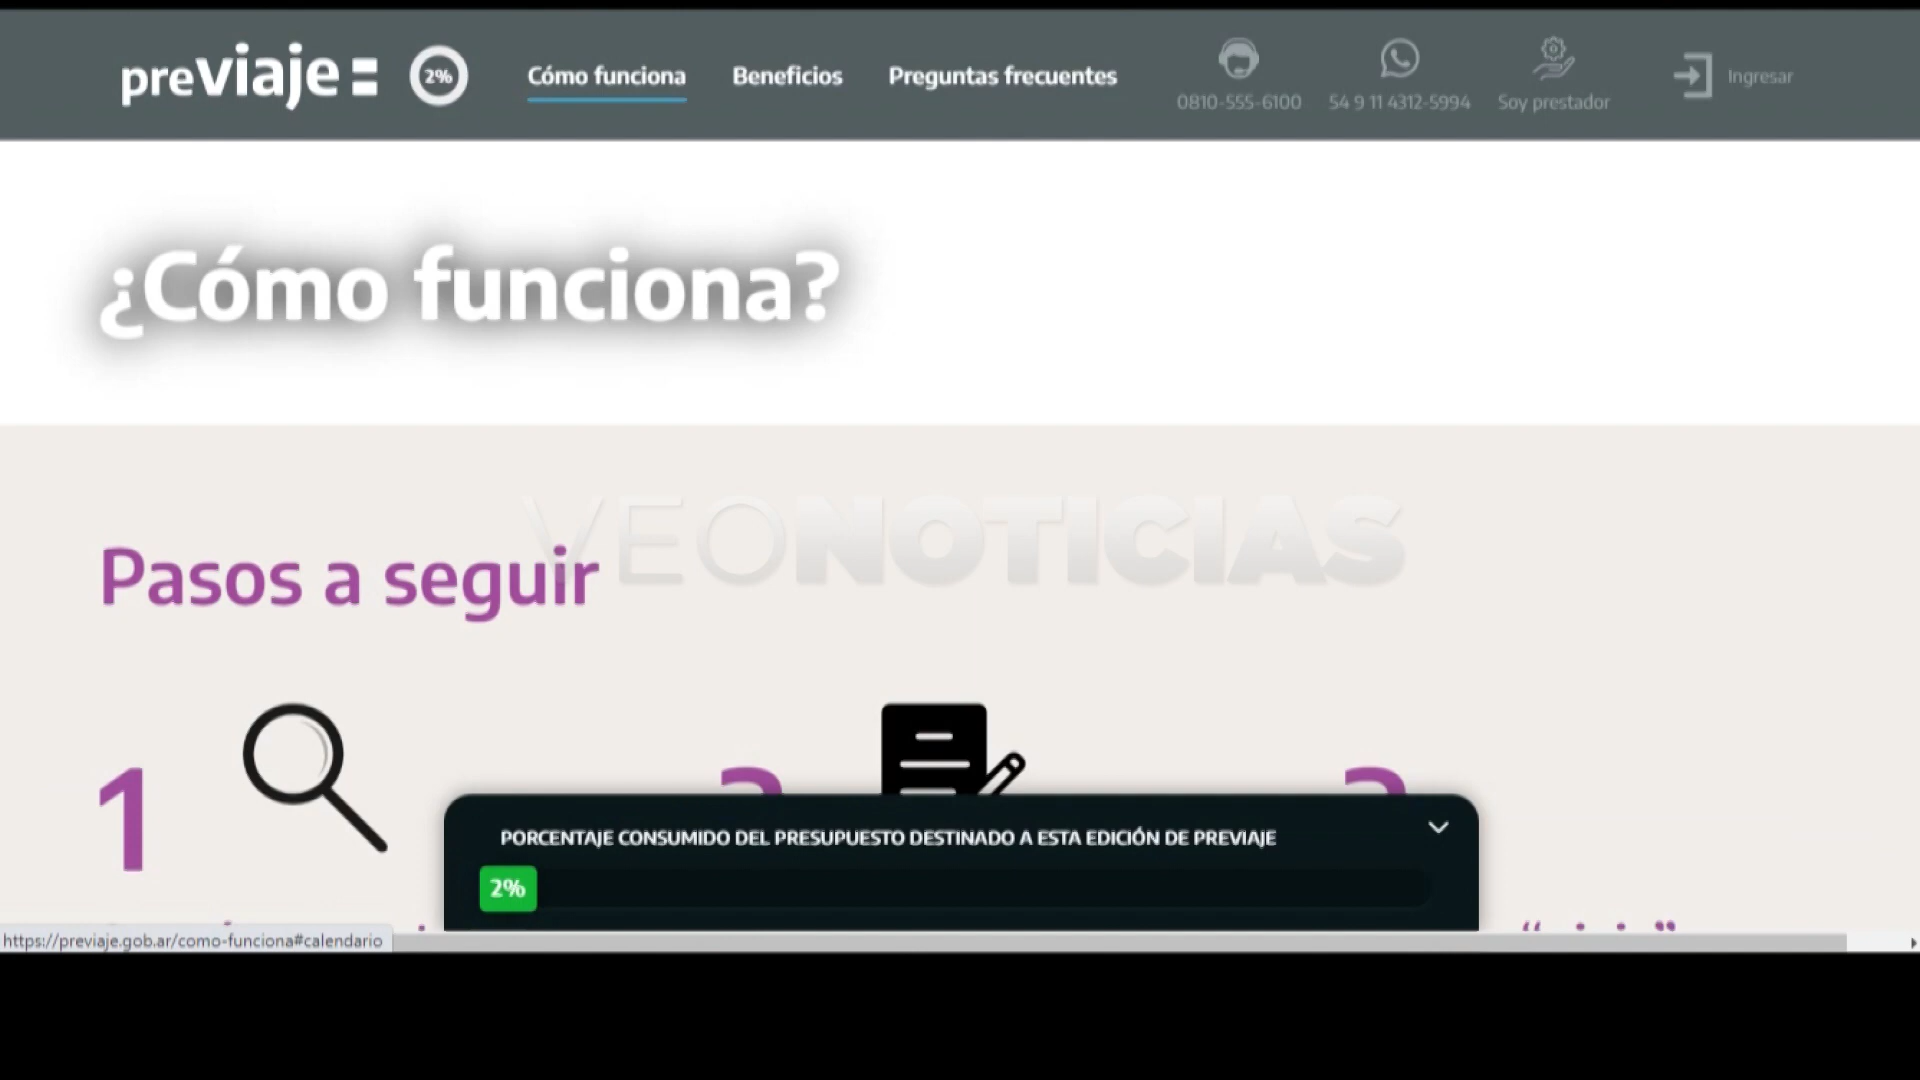 previaje
2%
Cómo funciona
Beneficios
Preguntas frecuentes
0810-555-6100
54 9 11 4312-5994
Soy prestador
Ingresar
¿Cómo funciona?
VEONOTICIAS
Pasos a seguir
1
PORCENTAJE CONSUMIDO DEL PRESUPUESTO DESTINADO A ESTA EDICIÓN DE PREVIAJE
2%
https://previaje.gob.ar/como-funciona#calendario